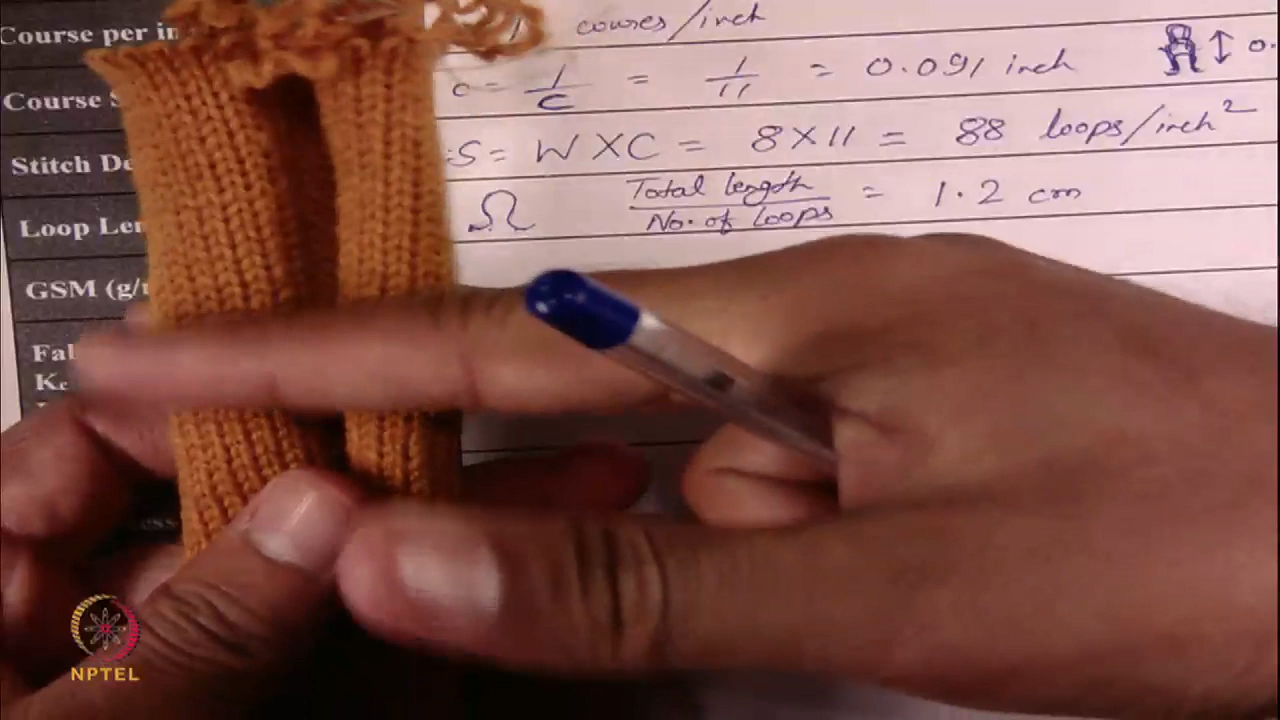 Course per in
courses/inch
Course
c = 1/C = 1/11 = 0.091 inch
0.
Stitch De
S = W X C = 8 X 11 = 88 loops/inch²
Loop Len
Total length / No. of loops = 1.2 cm
GSM (g/
Fa
K
NPTEL